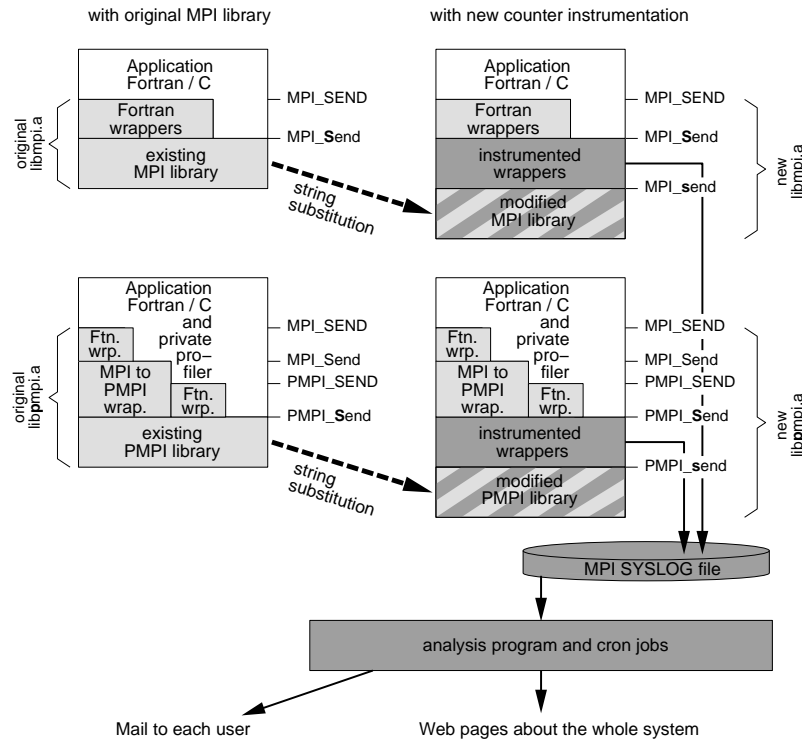 with original MPI library
with new counter instrumentation
Application
Fortran / C
Fortran
wrappers
existing
MPI library
MPI_SEND
MPI_Send
original
libmpi.a
string
substitution
Application
Fortran / C
Fortran
wrappers
instrumented
wrappers
modified
MPI library
MPI_SEND
MPI_Send
MPI_send
new
libmpi.a
Application
Fortran / C
and
private
pro–
filer
Ftn.
wrp.
MPI to
PMPI
wrap.
Ftn.
wrp.
existing
PMPI library
MPI_SEND
MPI_Send
PMPI_SEND
PMPI_Send
original
libpmpi.a
string
substitution
Application
Fortran / C
and
private
pro–
filer
Ftn.
wrp.
MPI to
PMPI
wrap.
Ftn.
wrp.
instrumented
wrappers
modified
PMPI library
MPI_SEND
MPI_Send
PMPI_SEND
PMPI_Send
PMPI_send
new
libpmpi.a
MPI SYSLOG file
analysis program and cron jobs
Mail to each user
Web pages about the whole system